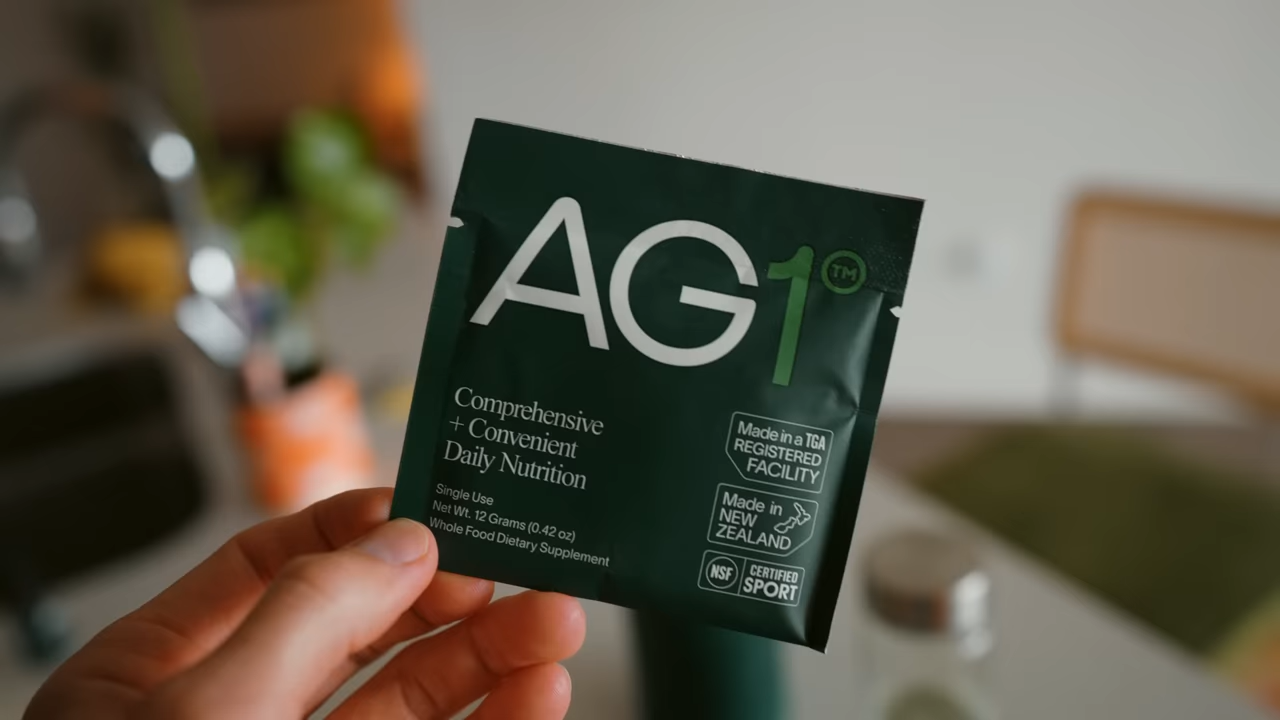 AG1™
Comprehensive
+ Convenient
Daily Nutrition
Single Use
Net Wt. 12 Grams (0.42 oz)
Whole Food Dietary Supplement
Made in a TGA
REGISTERED
FACILITY
Made in
NEW
ZEALAND
NSF
CERTIFIED
SPORT